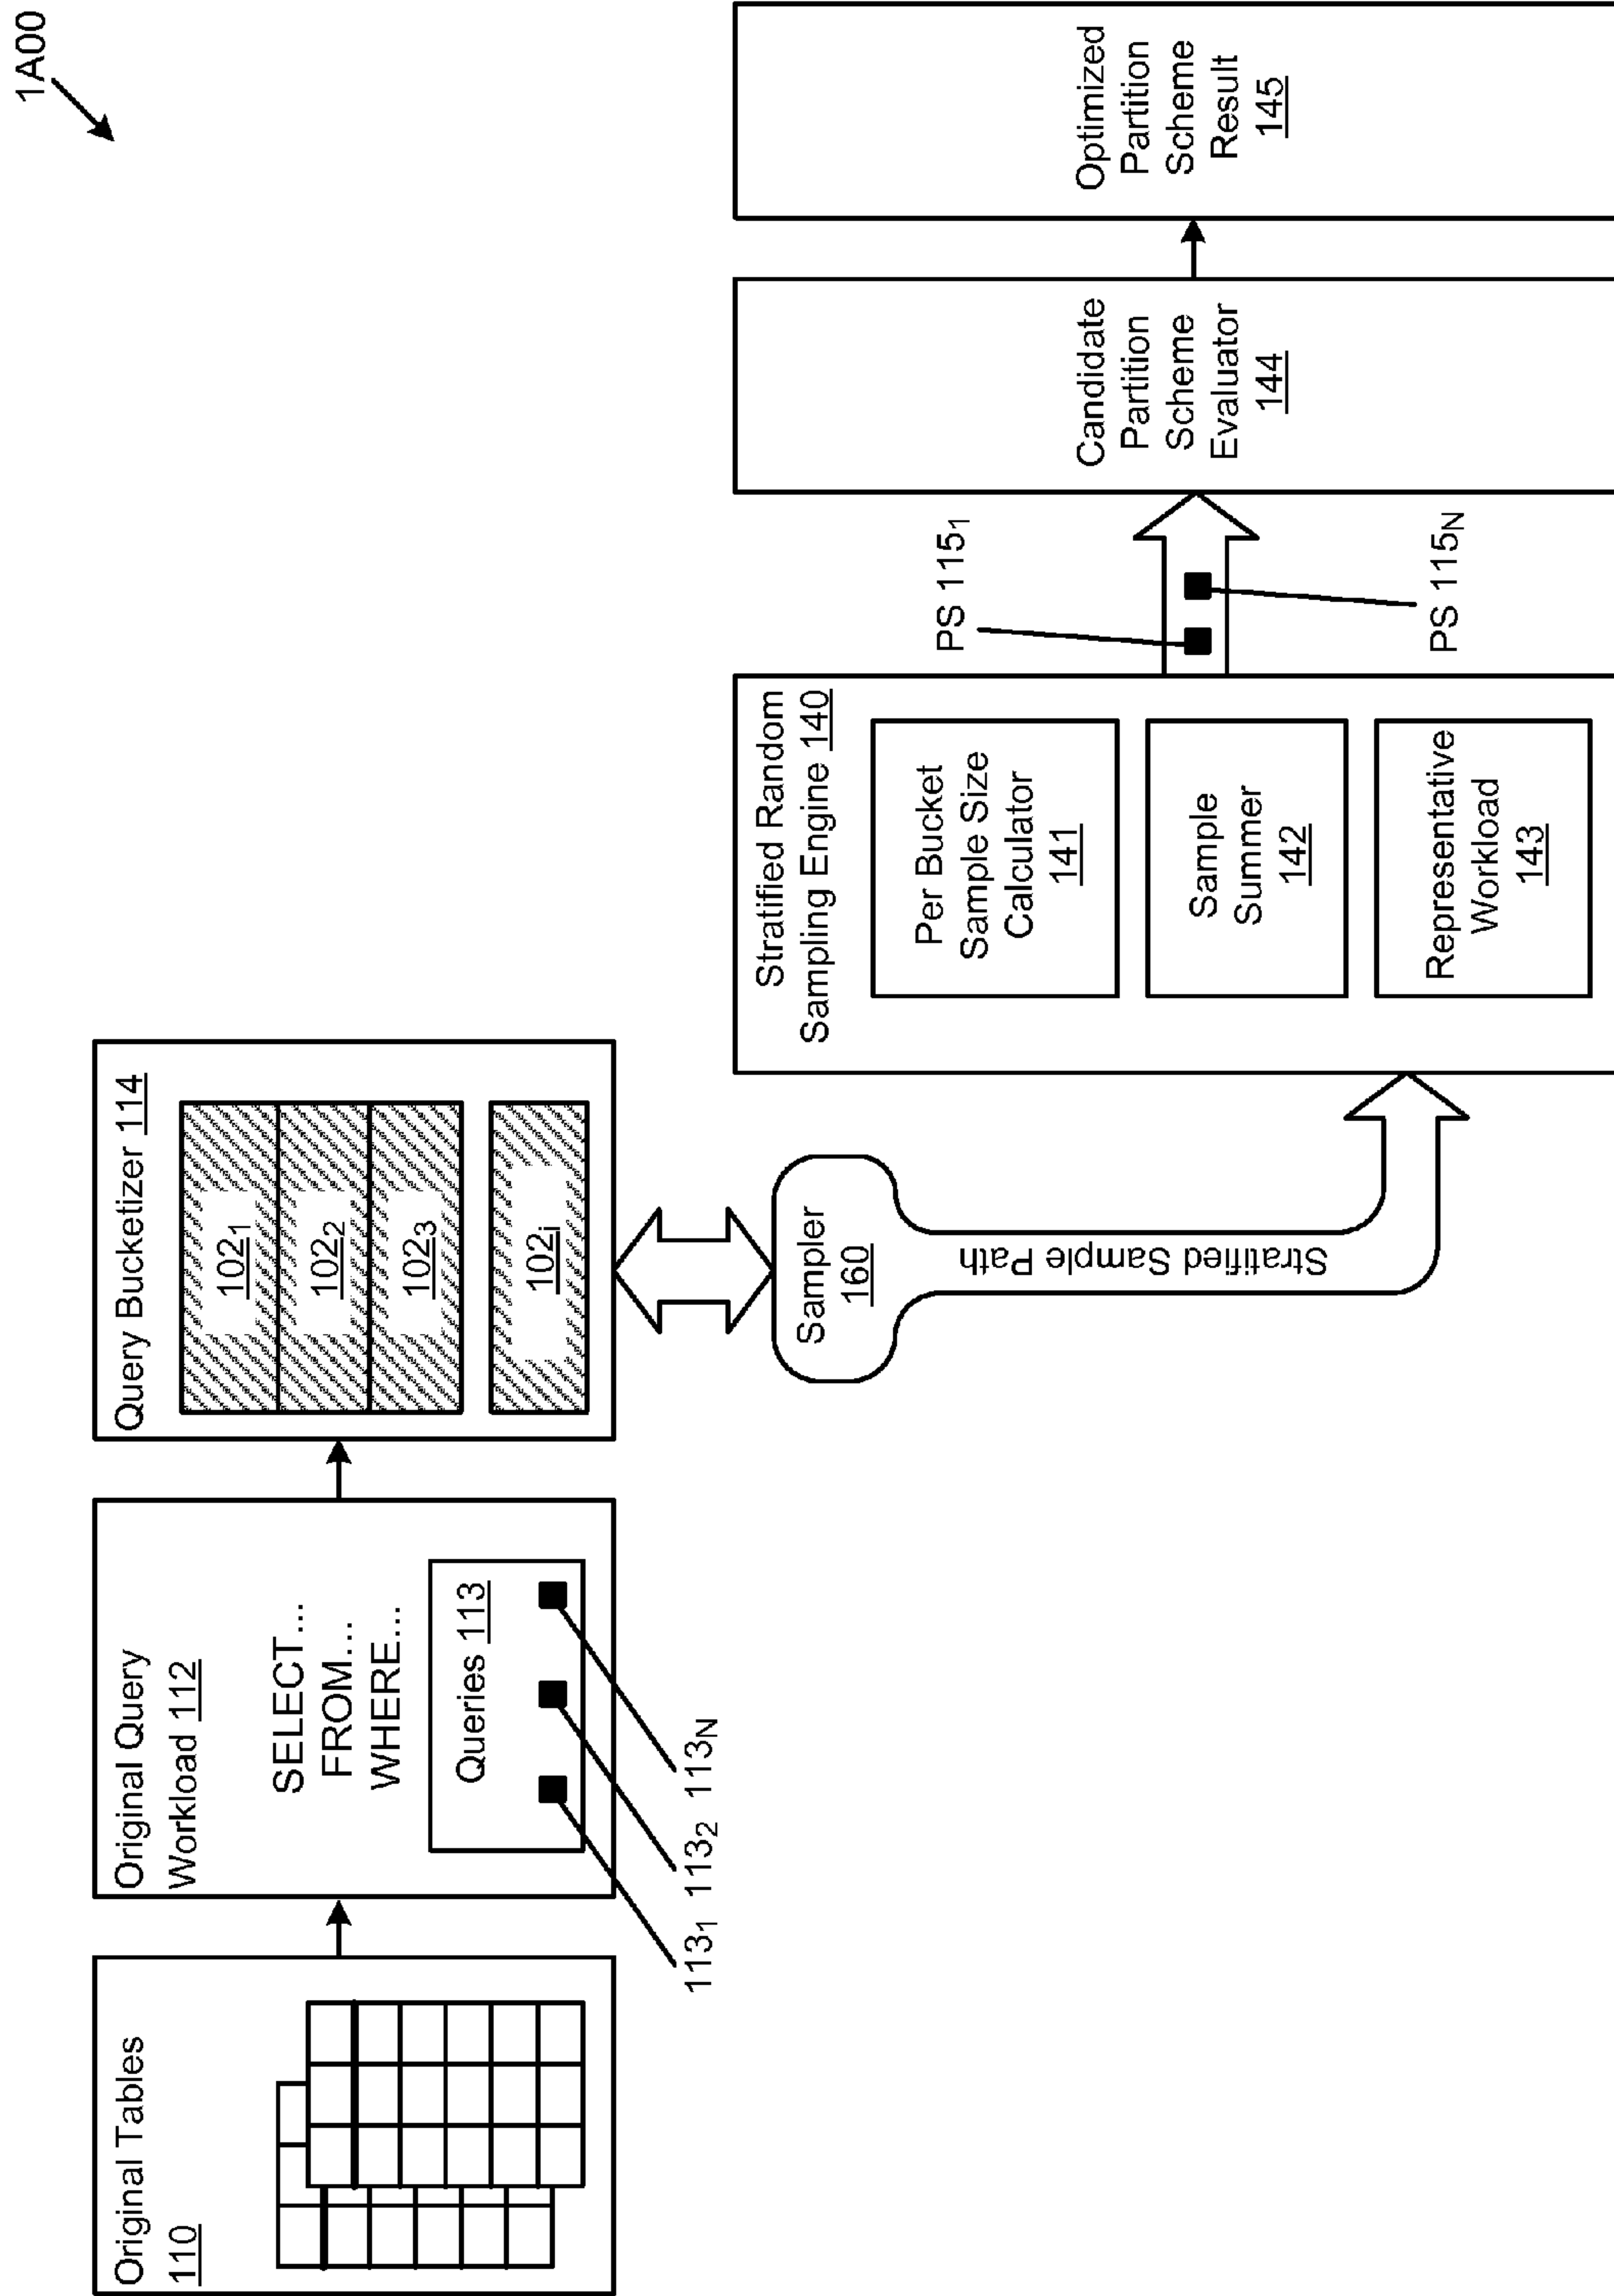 1A00
Original Tables
110
Original Query
Workload 112
SELECT...
FROM...
WHERE...
Queries 113
113₁
113₂
113N
Query Bucketizer 114
102₁
102₂
102₃
102i
Sampler
160
Stratified Sample Path
Stratified Random
Sampling Engine 140
Per Bucket
Sample Size
Calculator
141
Sample
Summer
142
Representative
Workload
143
PS 115₁
PS 115N
Candidate
Partition
Scheme
Evaluator
144
Optimized
Partition
Scheme
Result
145